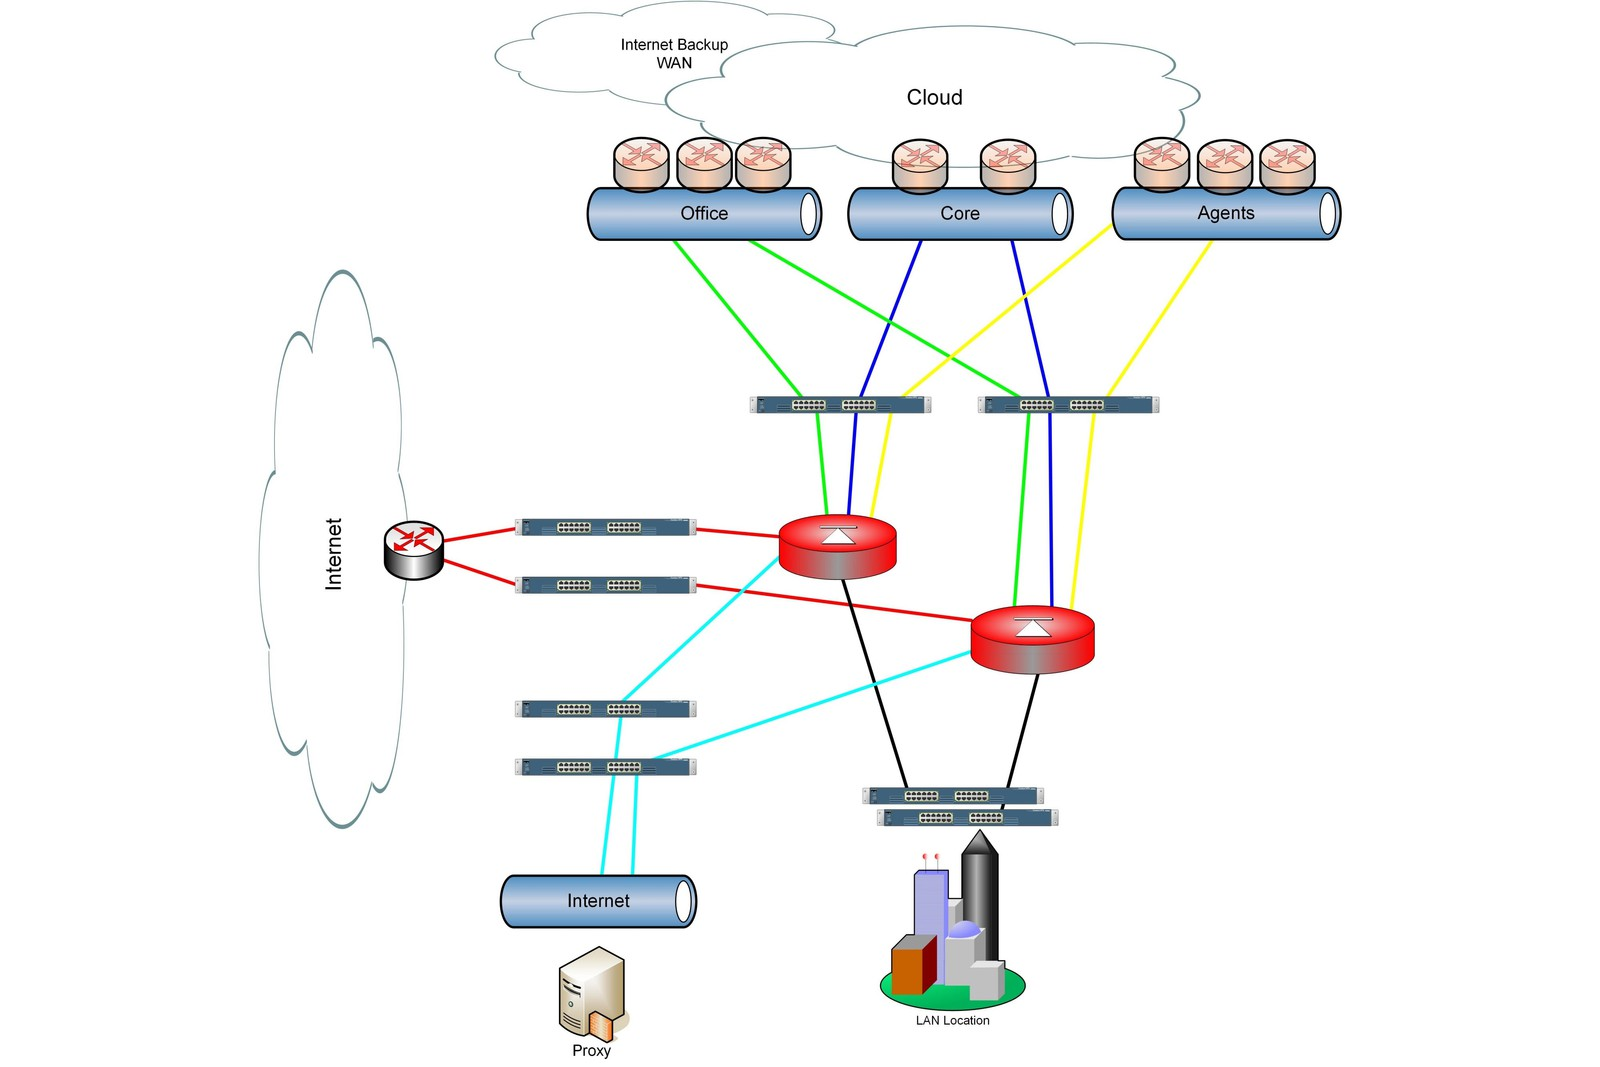 Internet Backup
WAN
Cloud
Office
Core
Agents
Internet
Internet
Proxy
LAN Location